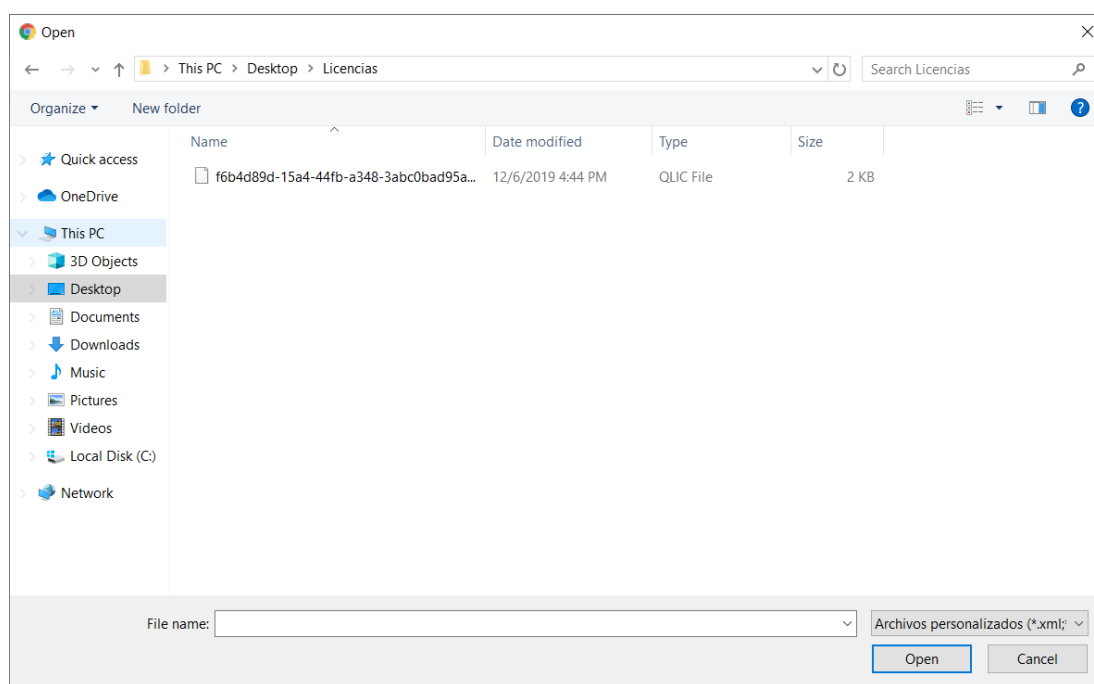 Open
This PC > Desktop > Licencias
Search Licencias
Organize
New folder
Name
Date modified
Type
Size
f6b4d89d-15a4-44fb-a348-3abc0bad95a...
12/6/2019 4:44 PM
QLIC File
2 KB
Quick access
OneDrive
This PC
3D Objects
Desktop
Documents
Downloads
Music
Pictures
Videos
Local Disk (C:)
Network
File name:
Archivos personalizados (*.xml;
Open
Cancel